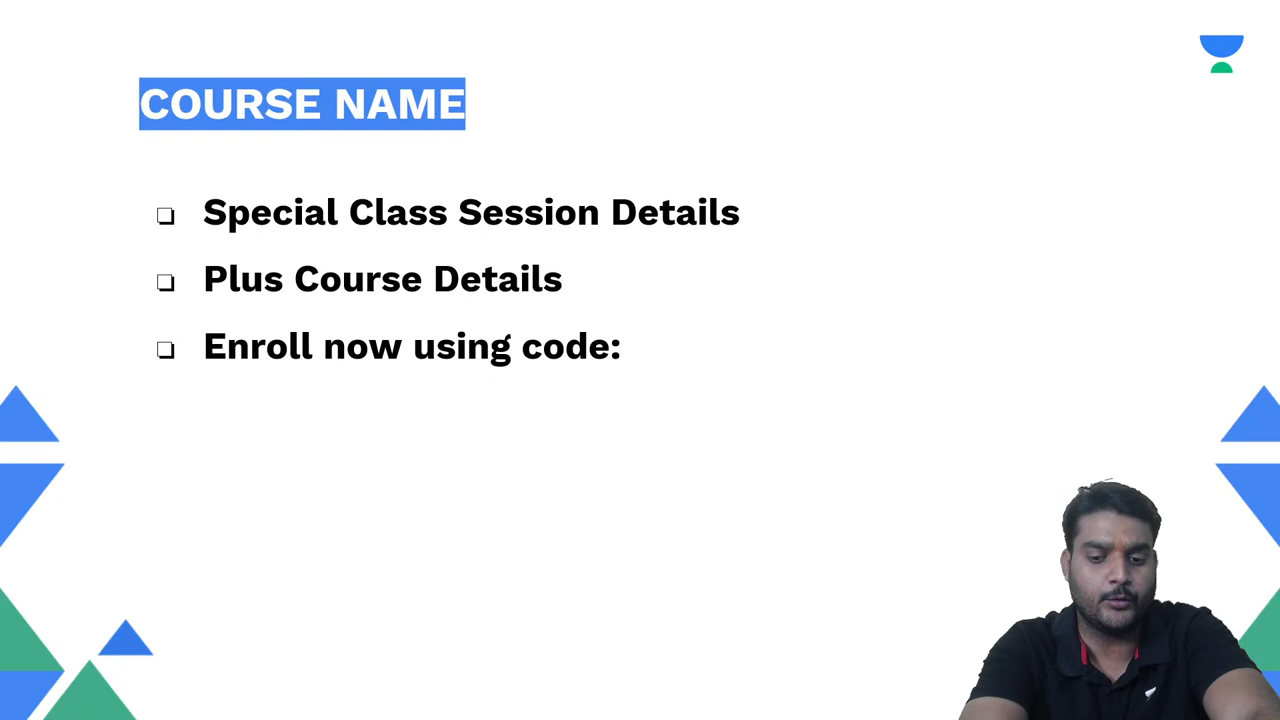 COURSE NAME
Special Class Session Details
Plus Course Details
Enroll now using code: